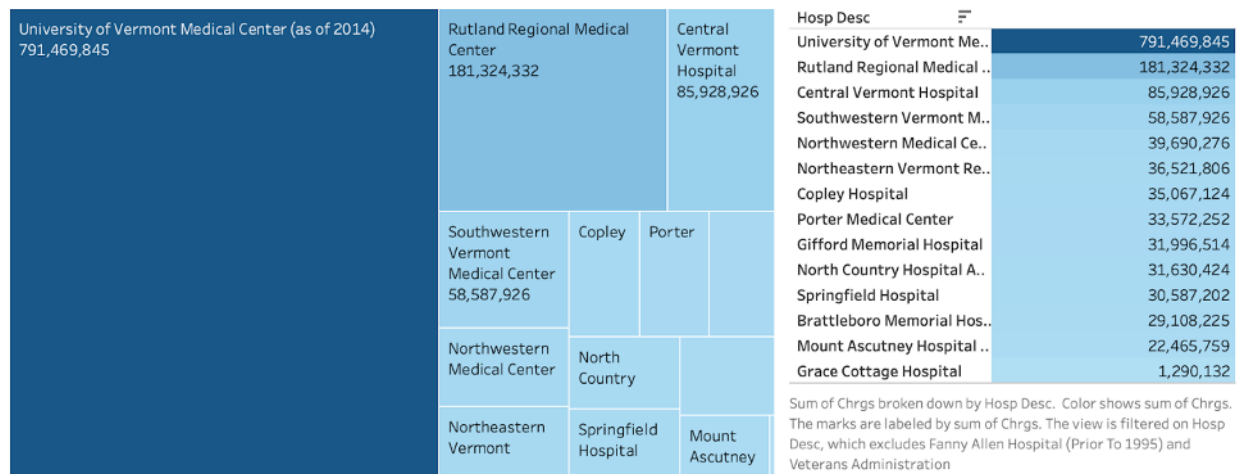 University of Vermont Medical Center (as of 2014)
791,469,845
Rutland Regional Medical
Center
181,324,332
Central
Vermont
Hospital
85,928,926
Southwestern
Vermont
Medical Center
58,587,926
Copley
Porter
Northwestern
Medical Center
North
Country
Northeastern
Vermont
Springfield
Hospital
Mount
Ascutney
Hosp Desc
University of Vermont Me.. 791,469,845
Rutland Regional Medical .. 181,324,332
Central Vermont Hospital 85,928,926
Southwestern Vermont M.. 58,587,926
Northwestern Medical Ce.. 39,690,276
Northeastern Vermont Re.. 36,521,806
Copley Hospital 35,067,124
Porter Medical Center 33,572,252
Gifford Memorial Hospital 31,996,514
North Country Hospital A.. 31,630,424
Springfield Hospital 30,587,202
Brattleboro Memorial Hos.. 29,108,225
Mount Ascutney Hospital .. 22,465,759
Grace Cottage Hospital 1,290,132
Sum of Chrgs broken down by Hosp Desc.  Color shows sum of Chrgs.
The marks are labeled by sum of Chrgs. The view is filtered on Hosp
Desc, which excludes Fanny Allen Hospital (Prior To 1995) and
Veterans Administration